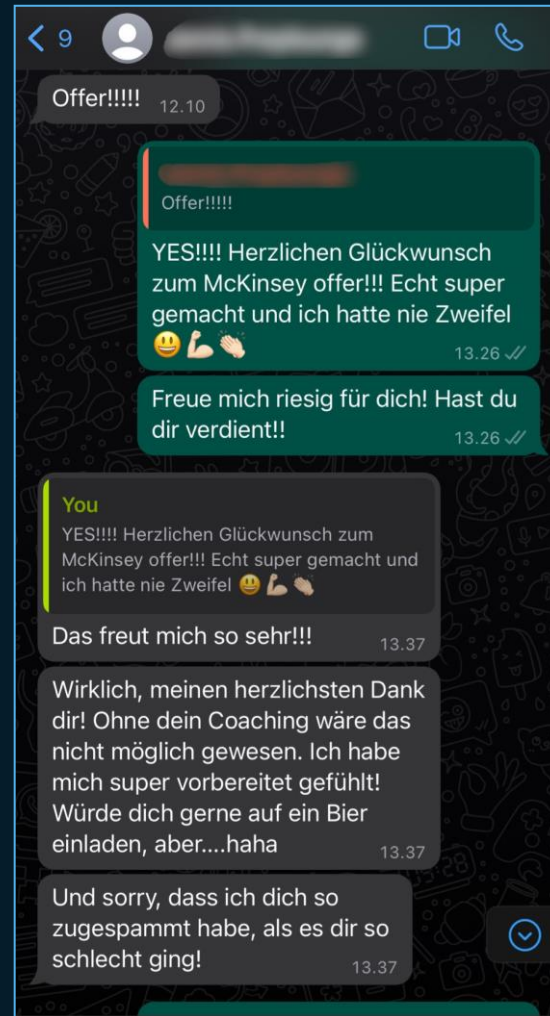 9
Offer!!!!!
12.10
Offer!!!!!
YES!!!! Herzlichen Glückwunsch
zum McKinsey offer!!! Echt super
gemacht und ich hatte nie Zweifel
😃💪🏻👏🏻
13.26
Freue mich riesig für dich! Hast du
dir verdient!!
13.26
You
YES!!!! Herzlichen Glückwunsch zum
McKinsey offer!!! Echt super gemacht und
ich hatte nie Zweifel 😃💪🏻👏🏻
Das freut mich so sehr!!!
13.37
Wirklich, meinen herzlichsten Dank
dir! Ohne dein Coaching wäre das
nicht möglich gewesen. Ich habe
mich super vorbereitet gefühlt!
Würde dich gerne auf ein Bier
einladen, aber....haha
13.37
Und sorry, dass ich dich so
zugespammt habe, als es dir so
schlecht ging!
13.37